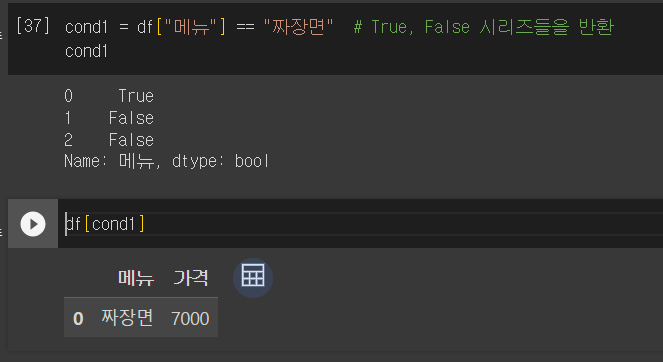 [37] cond1 = df["메뉴"] == "짜장면"  # True, False 시리즈들을 반환
cond1
0     True
1    False
2    False
Name: 메뉴, dtype: bool
df[cond1]
메뉴 가격
0 짜장면 7000